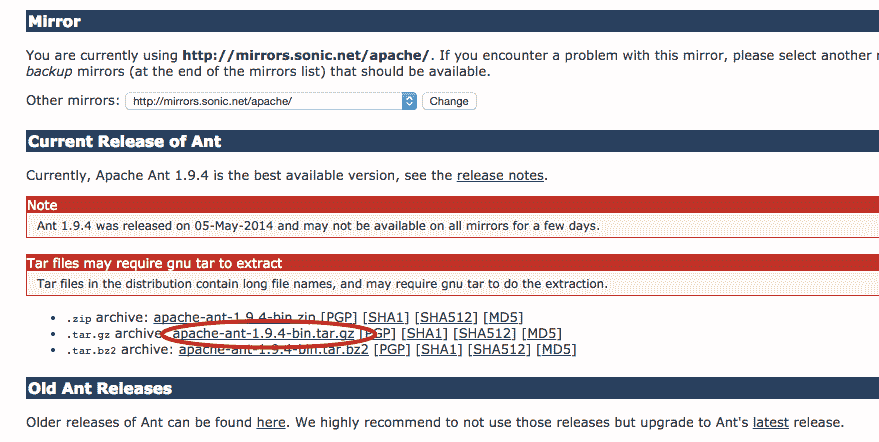 Mirror
You are currently using http://mirrors.sonic.net/apache/. If you encounter a problem with this mirror, please select another
backup mirrors (at the end of the mirrors list) that should be available.
Other mirrors: http://mirrors.sonic.net/apache/ Change
Current Release of Ant
Currently, Apache Ant 1.9.4 is the best available version, see the release notes.
Note
Ant 1.9.4 was released on 05-May-2014 and may not be available on all mirrors for a few days.
Tar files may require gnu tar to extract
Tar files in the distribution contain long file names, and may require gnu tar to do the extraction.
• .zip archive: apache-ant-1.9.4-bin.zip [PGP] [SHA1] [SHA512] [MD5]
• .tar.gz archive: apache-ant-1.9.4-bin.tar.gz [PGP] [SHA1] [SHA512] [MD5]
• .tar.bz2 archive: apache-ant-1.9.4-bin.tar.bz2 [PGP] [SHA1] [SHA512] [MD5]
Old Ant Releases
Older releases of Ant can be found here. We highly recommend to not use those releases but upgrade to Ant's latest release.